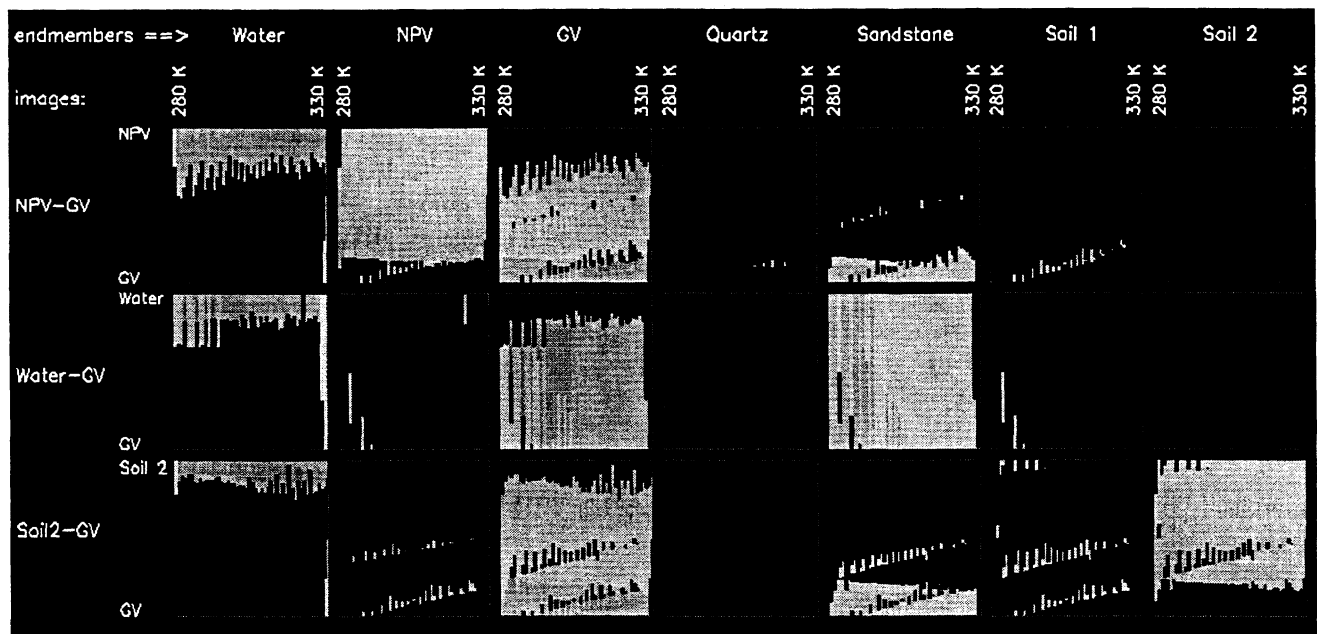 endmembers ==> Water NPV GV Quartz Sandstone Soil 1 Soil 2
images: 280 K 330 K 280 K 330 K 280 K 330 K 280 K 330 K 280 K 330 K 280 K 330 K 280 K 330 K
NPV
NPV-GV
GV
Water
Water-GV
GV
Soil 2
Soil2-GV
GV